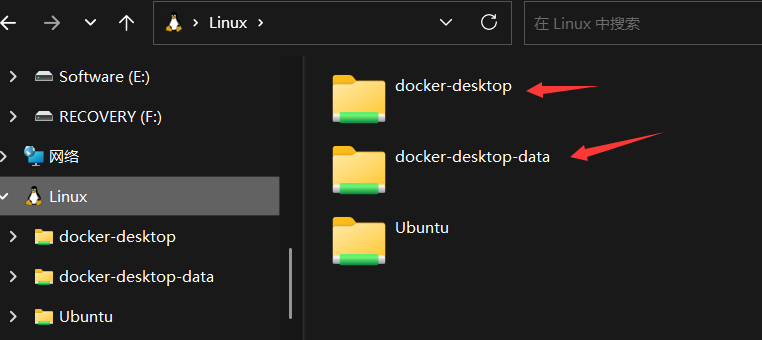 Linux
在 Linux 中搜索
Software (E:)
RECOVERY (F:)
网络
Linux
docker-desktop
docker-desktop-data
Ubuntu
docker-desktop
docker-desktop-data
Ubuntu